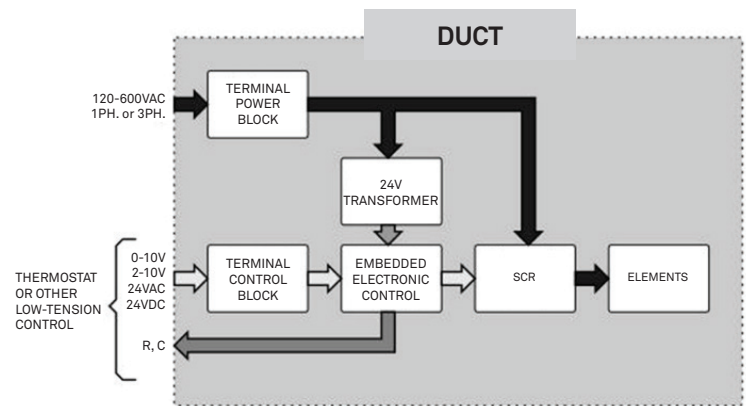 DUCT
120-600VAC
1PH. or 3PH.
TERMINAL
POWER
BLOCK
24V
TRANSFORMER
THERMOSTAT
OR OTHER
LOW-TENSION
CONTROL
0-10V
2-10V
24VAC
24VDC
R, C
TERMINAL
CONTROL
BLOCK
EMBEDDED
ELECTRONIC
CONTROL
SCR
ELEMENTS